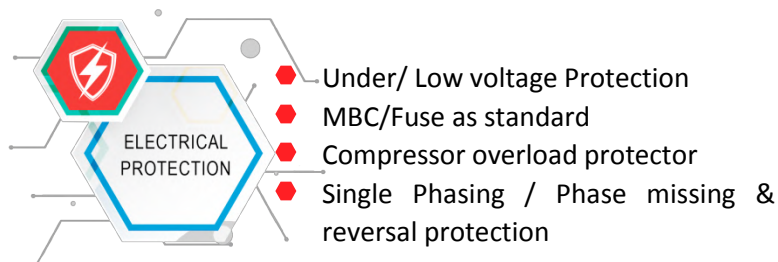 ELECTRICAL
PROTECTION
Under/ Low voltage Protection
MBC/Fuse as standard
Compressor overload protector
Single Phasing / Phase missing &
reversal protection